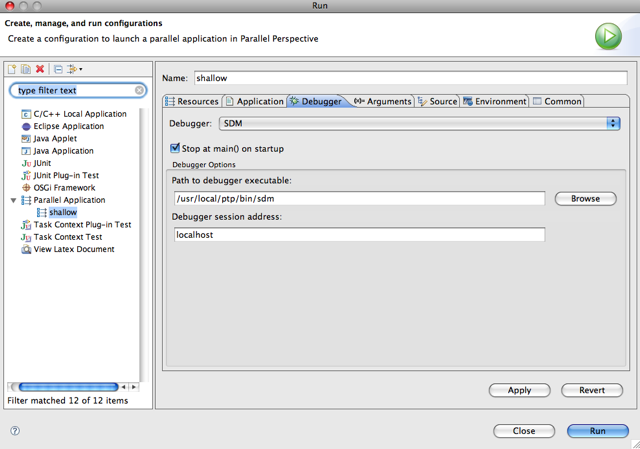 Run
Create, manage, and run configurations
Create a configuration to launch a parallel application in Parallel Perspective
type filter text
C/C++ Local Application
Eclipse Application
Java Applet
Java Application
JUnit
JUnit Plug-in Test
OSGi Framework
Parallel Application
shallow
Task Context Plug-in Test
Task Context Test
View Latex Document
Filter matched 12 of 12 items
Name: shallow
Resources Application Debugger Arguments Source Environment Common
Debugger: SDM
Stop at main() on startup
Debugger Options
Path to debugger executable:
/usr/local/ptp/bin/sdm Browse
Debugger session address:
localhost
Apply Revert
? Close Run